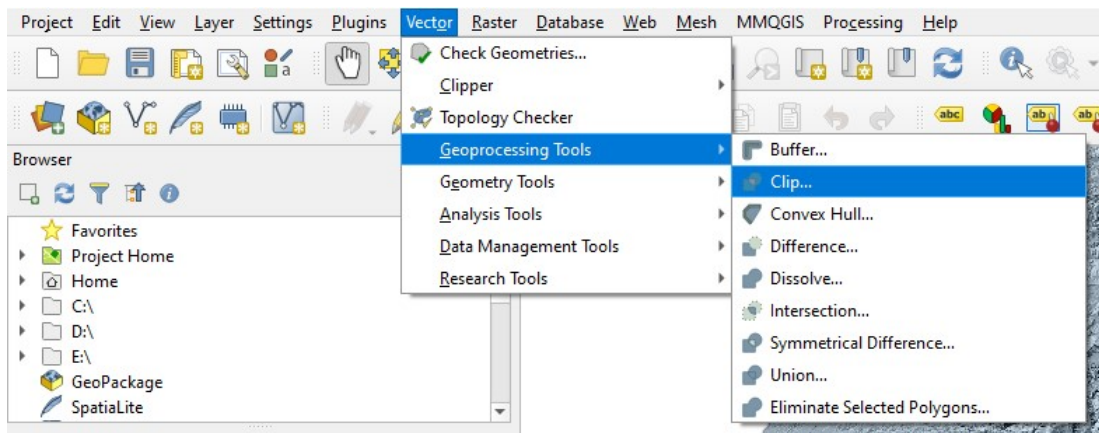 Project Edit View Layer Settings Plugins Vector Raster Database Web Mesh MMQGIS Processing Help
Check Geometries...
Clipper
Topology Checker
Geoprocessing Tools
Geometry Tools
Analysis Tools
Data Management Tools
Research Tools
Buffer...
Clip...
Convex Hull...
Difference...
Dissolve...
Intersection...
Symmetrical Difference...
Union...
Eliminate Selected Polygons...
a
abc
ab
ab
Browser
Favorites
Project Home
Home
C:\
D:\
E:\
GeoPackage
SpatiaLite